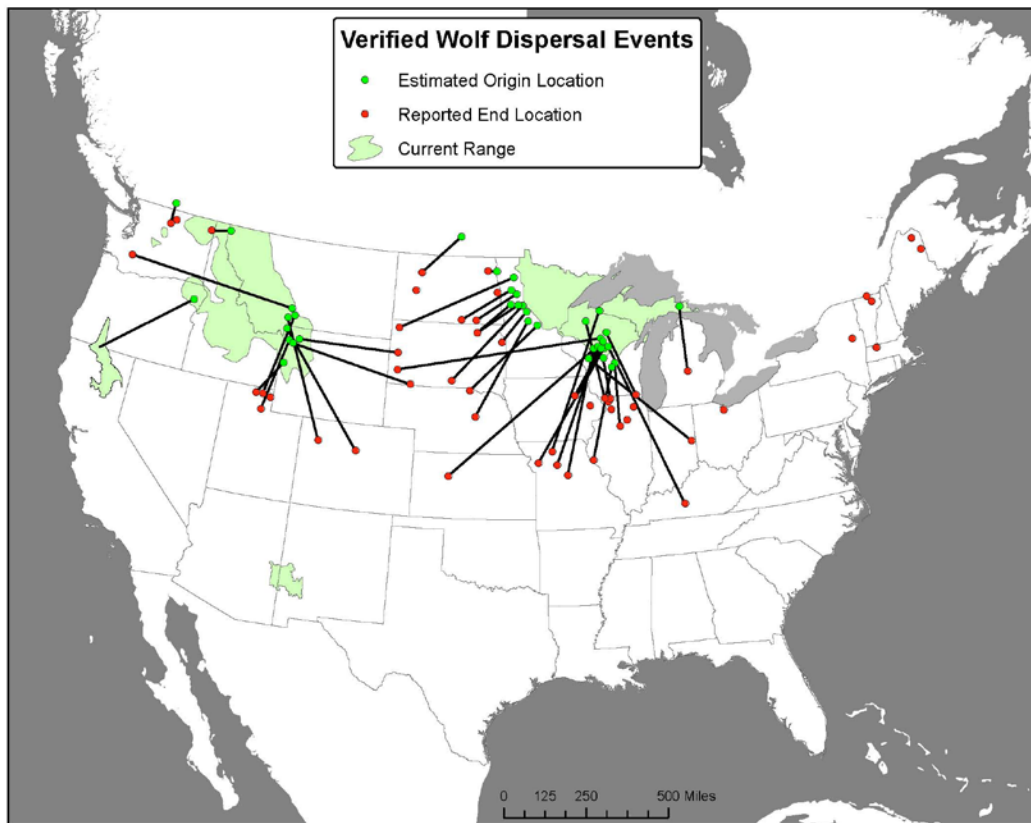 Verified Wolf Dispersal Events
Estimated Origin Location
Reported End Location
Current Range
0 125 250 500 Miles